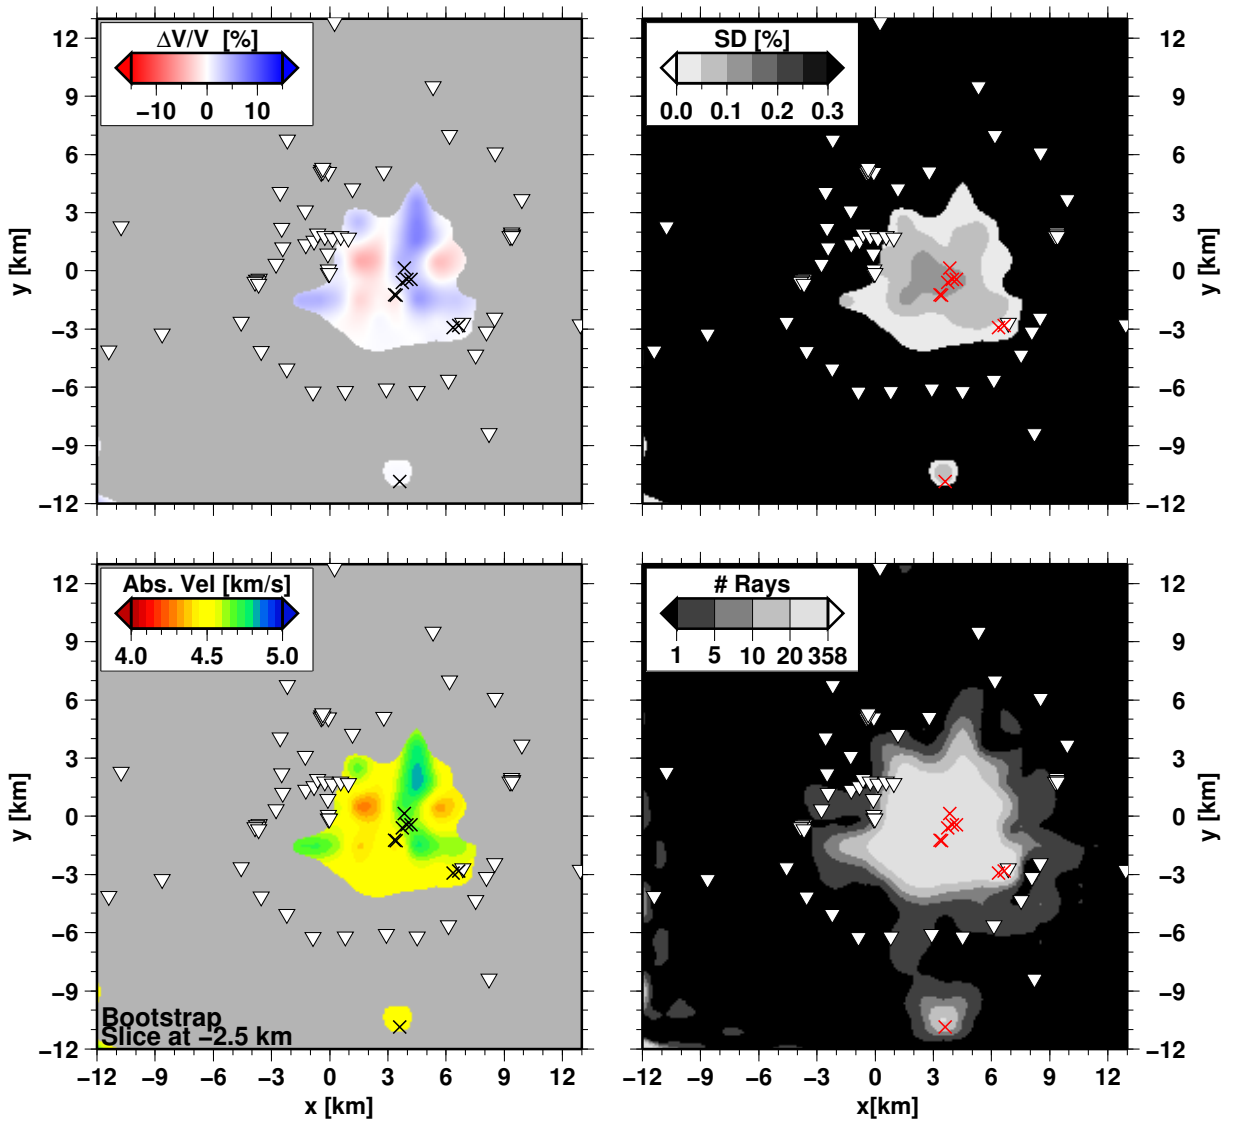 ΔV/V [%]
−10 0 10
SD [%]
0.0 0.1 0.2 0.3
12
9
6
3
0
−3
−6
−9
−12
y [km]
12
9
6
3
0
−3
−6
−9
−12
y [km]
Abs. Vel [km/s]
4.0 4.5 5.0
# Rays
1 5 10 20 358
12
9
6
3
0
−3
−6
−9
−12
y [km]
12
9
6
3
0
−3
−6
−9
−12
y [km]
Bootstrap
Slice at −2.5 km
−12 −9 −6 −3 0 3 6 9 12
x [km]
−12 −9 −6 −3 0 3 6 9 12
x[km]